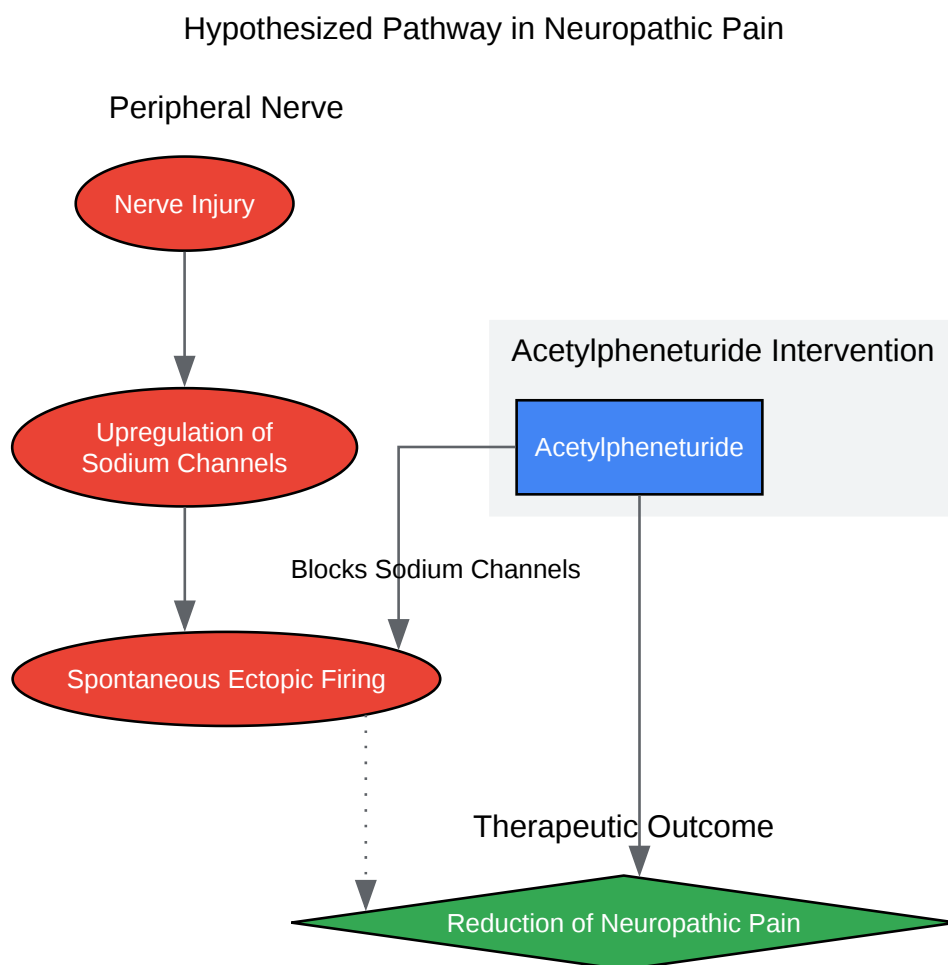 Hypothesized Pathway in Neuropathic Pain
Peripheral Nerve
Nerve Injury
Acetylpheneturide Intervention
Upregulation of
Sodium Channels
Acetylpheneturide
Blocks Sodium Channels
Spontaneous Ectopic Firing
Therapeutic Outcome
Reduction of Neuropathic Pain